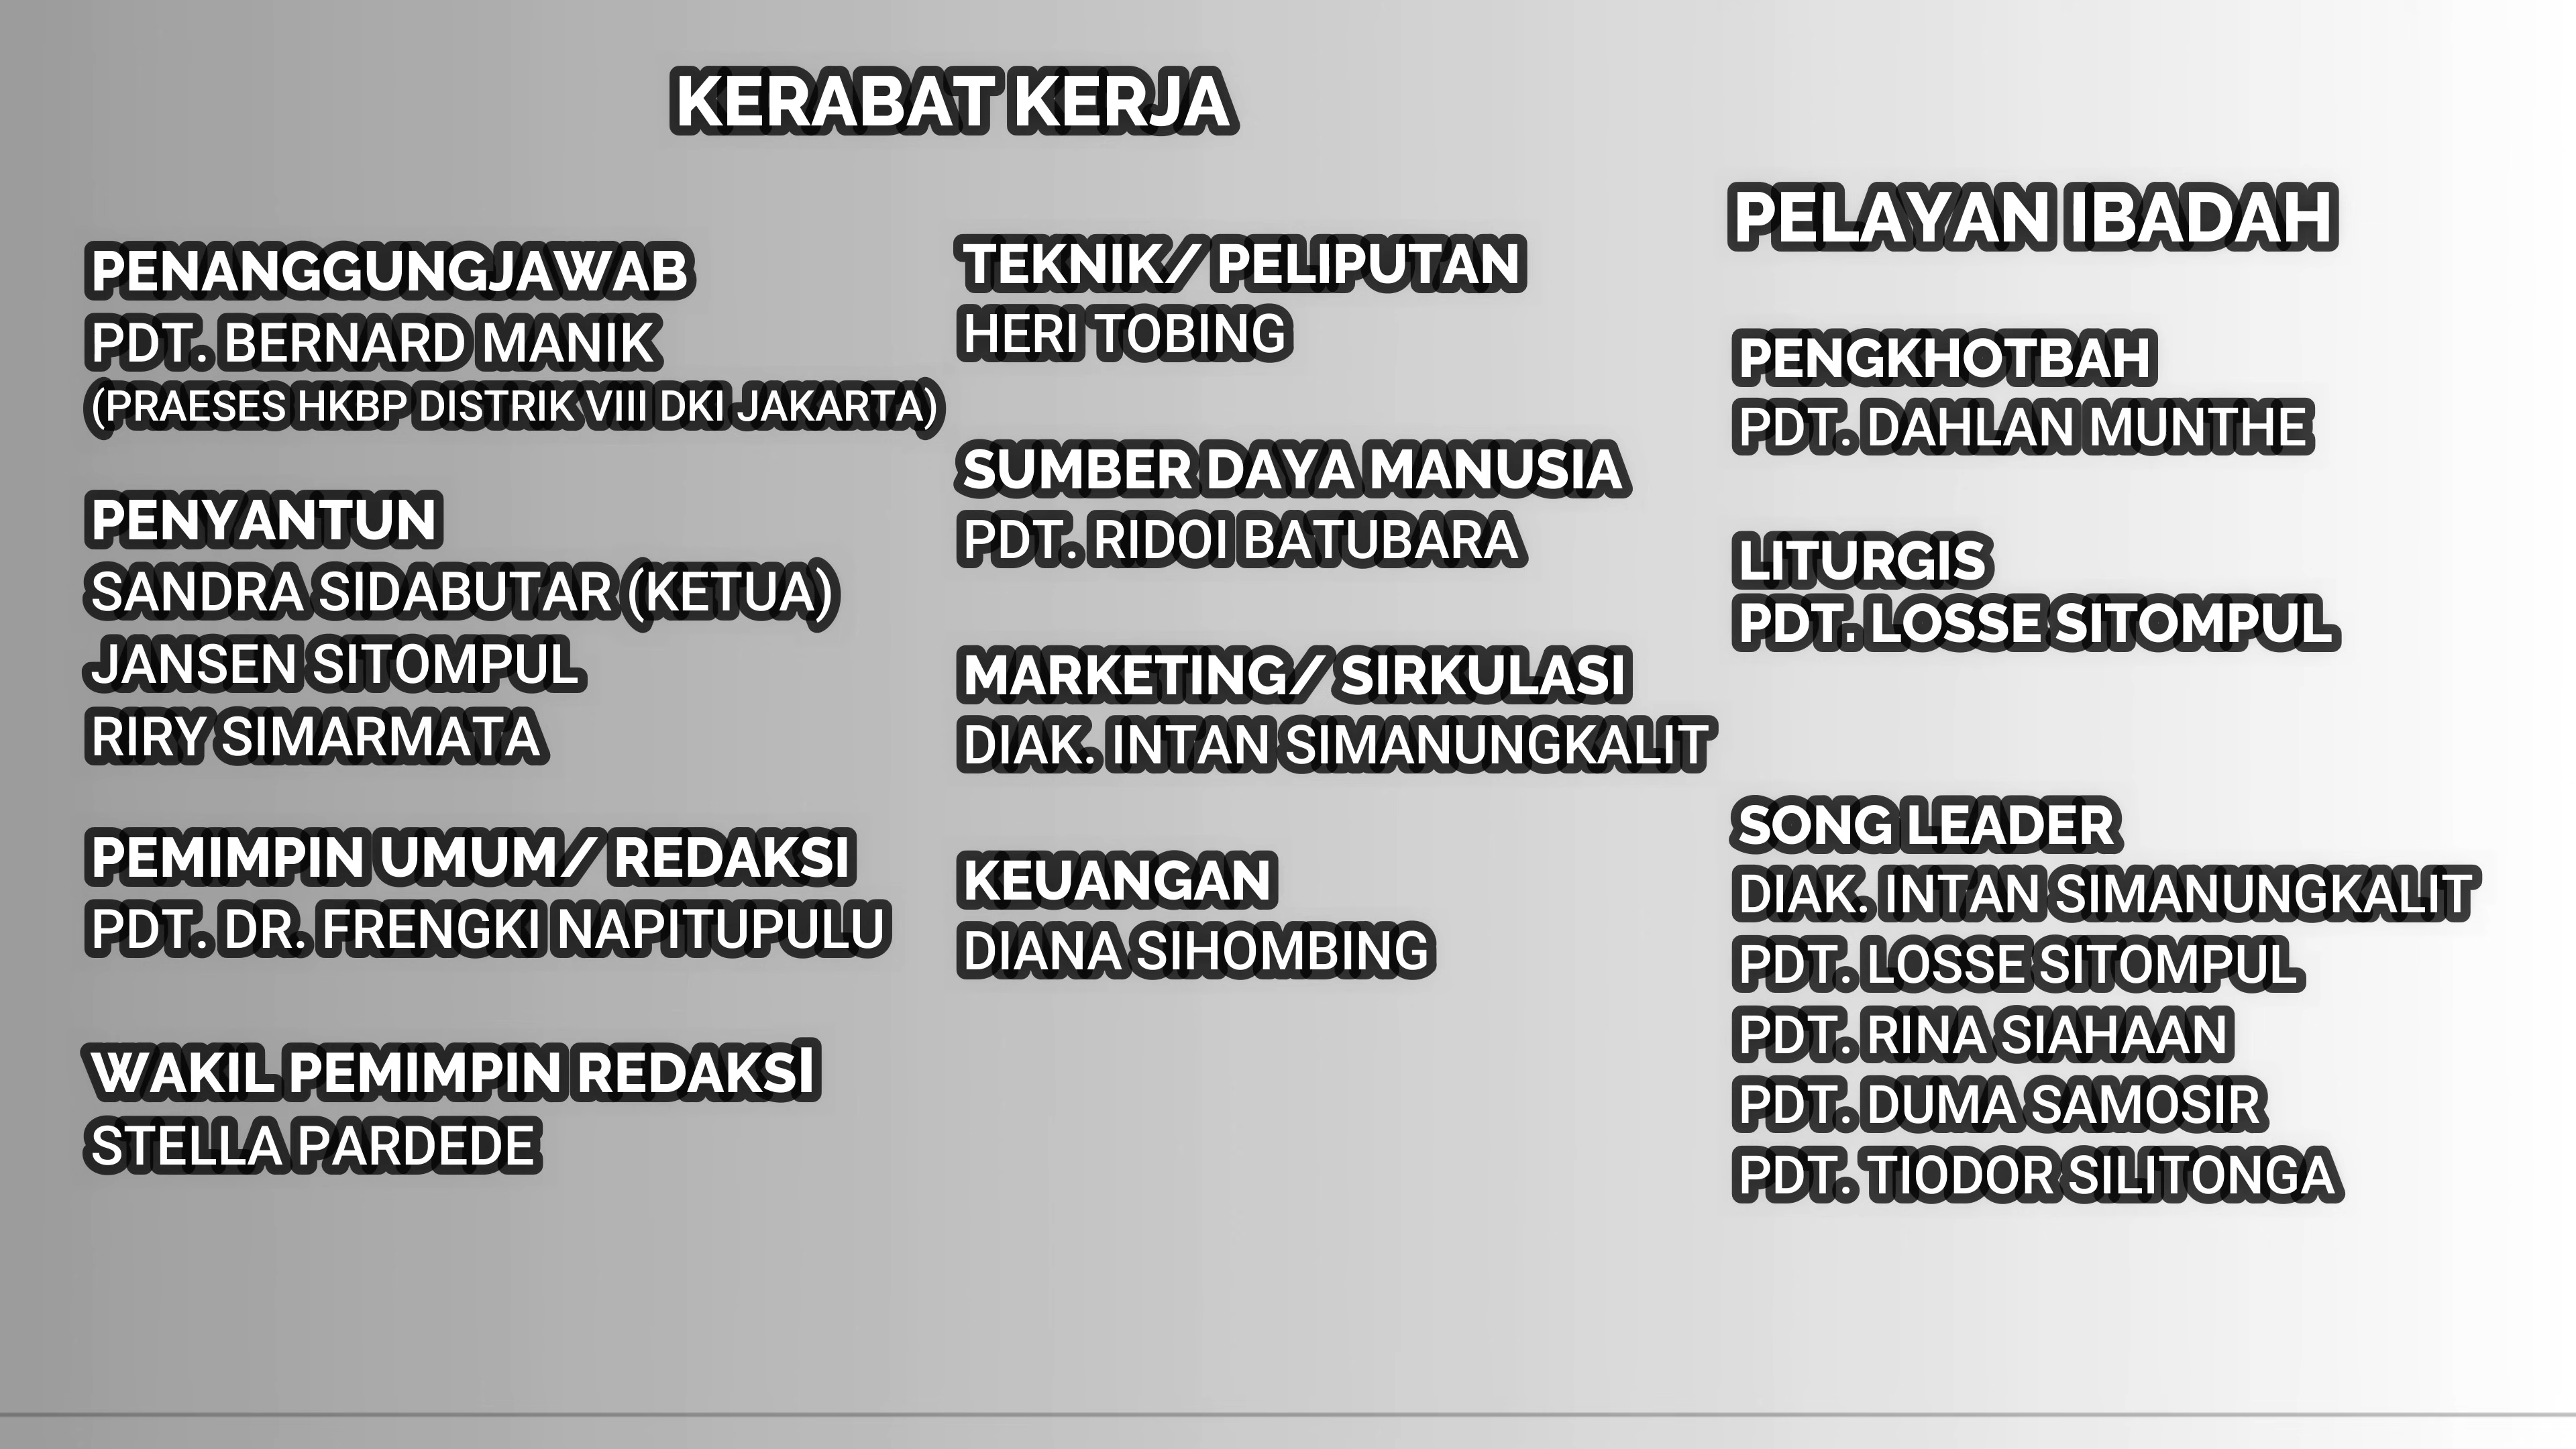 KERABAT KERJA
PENANGGUNGJAWAB
PDT. BERNARD MANIK
(PRAESES HKBP DISTRIK VIII DKI JAKARTA)
PENYANTUN
SANDRA SIDABUTAR (KETUA)
JANSEN SITOMPUL
RIRY SIMARMATA
PEMIMPIN UMUM/ REDAKSI
PDT. DR. FRENGKI NAPITUPULU
WAKIL PEMIMPIN REDAKSI
STELLA PARDEDE
TEKNIK/ PELIPUTAN
HERI TOBING
SUMBER DAYA MANUSIA
PDT. RIDOI BATUBARA
MARKETING/ SIRKULASI
DIAK. INTAN SIMANUNGKALIT
KEUANGAN
DIANA SIHOMBING
PELAYAN IBADAH
PENGKHOTBAH
PDT. DAHLAN MUNTHE
LITURGIS
PDT. LOSSE SITOMPUL
SONG LEADER
DIAK. INTAN SIMANUNGKALIT
PDT. LOSSE SITOMPUL
PDT. RINA SIAHAAN
PDT. DUMA SAMOSIR
PDT. TIODOR SILITONGA